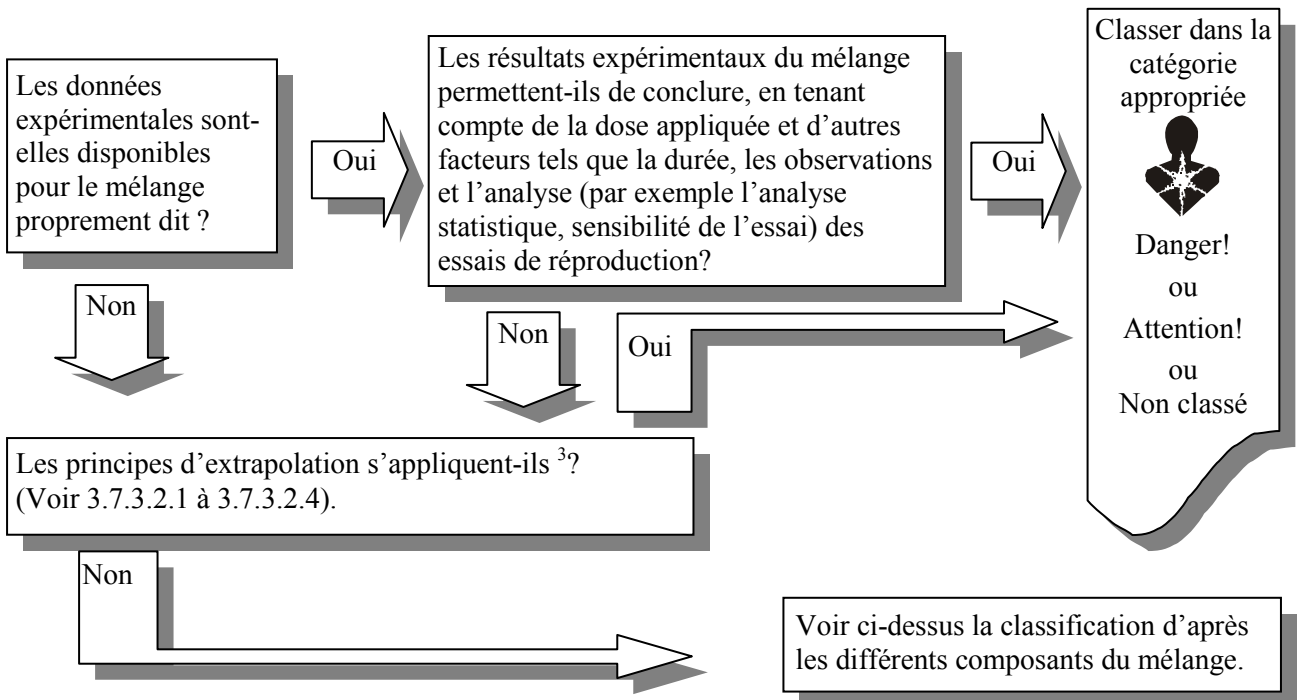 Les données
expérimentales sont-
elles disponibles
pour le mélange
proprement dit ?
Oui
Les résultats expérimentaux du mélange
permettent-ils de conclure, en tenant
compte de la dose appliquée et d'autres
facteurs tels que la durée, les observations
et l'analyse (par exemple l'analyse
statistique, sensibilité de l'essai) des
essais de réproduction?
Oui
Classer dans la
catégorie
appropriée
Danger!
ou
Attention!
ou
Non classé
Non
Non
Oui
Les principes d'extrapolation s'appliquent-ils ³?
(Voir 3.7.3.2.1 à 3.7.3.2.4).
Non
Voir ci-dessus la classification d'après
les différents composants du mélange.